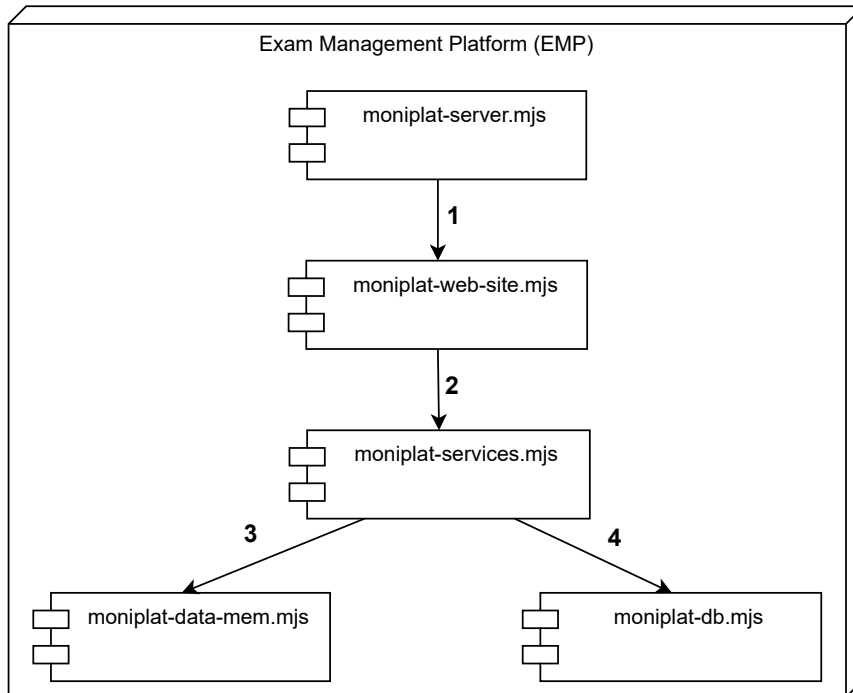 Exam Management Platform (EMP)
moniplat-server.mjs
1
moniplat-web-site.mjs
2
moniplat-services.mjs
3
4
moniplat-data-mem.mjs
moniplat-db.mjs